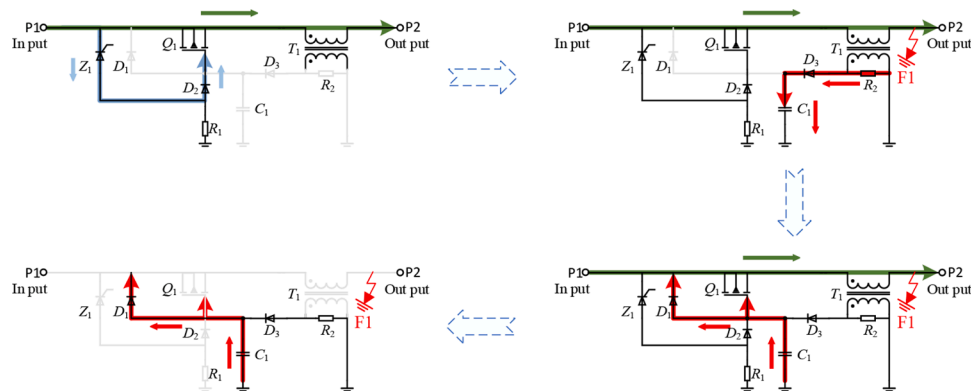 P1 P2
In put Q1 T1 Out put
Z1 D1 D3
D2 R2
C1
R1
P1 P2
In put Q1 T1 Out put
Z1 D1 D3 F1
D2 R2
C1
R1
P1 P2
In put Q1 T1 Out put
Z1 D1 F1
D2 D3 R2
C1
R1
P1 P2
In put Q1 T1 Out put
Z1 D1 F1
D2 D3 R2
C1
R1